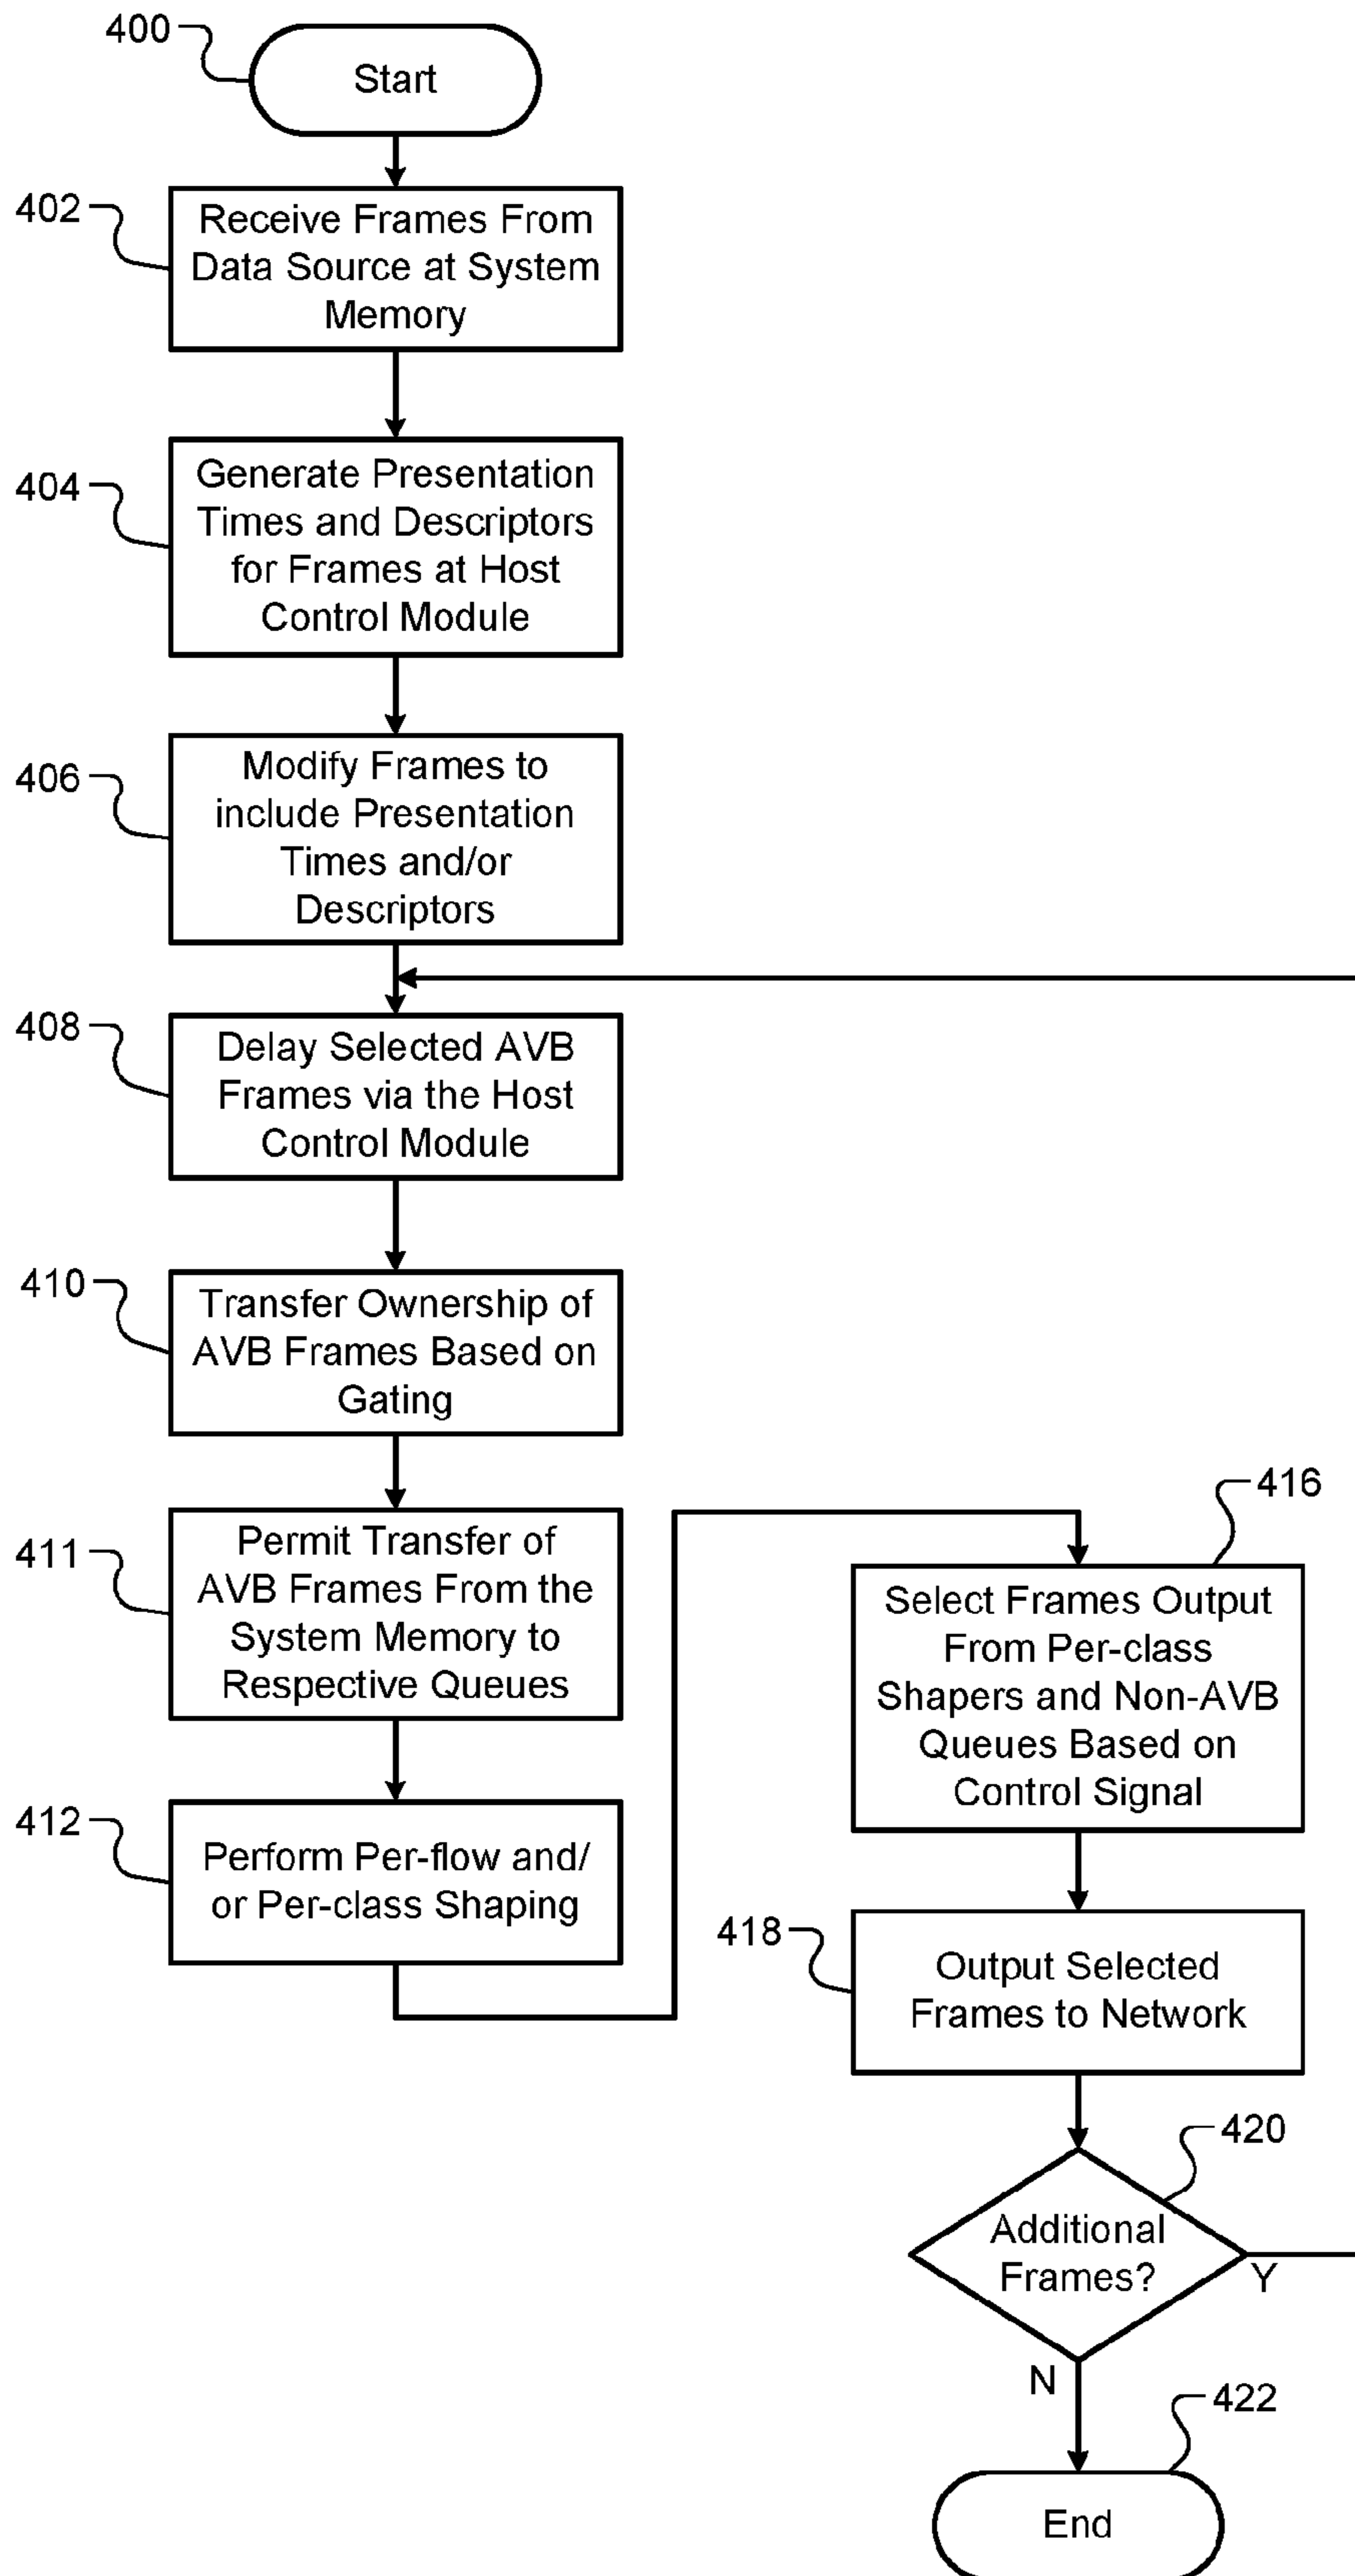 400
Start
402
Receive Frames From
Data Source at System
Memory
404
Generate Presentation
Times and Descriptors
for Frames at Host
Control Module
406
Modify Frames to
include Presentation
Times and/or
Descriptors
408
Delay Selected AVB
Frames via the Host
Control Module
410
Transfer Ownership of
AVB Frames Based on
Gating
411
Permit Transfer of
AVB Frames From the
System Memory to
Respective Queues
412
Perform Per-flow and/
or Per-class Shaping
416
Select Frames Output
From Per-class
Shapers and Non-AVB
Queues Based on
Control Signal
418
Output Selected
Frames to Network
420
Additional
Frames?
Y
N
422
End